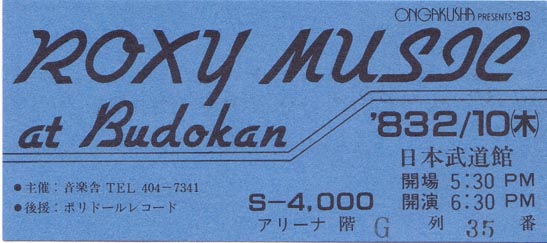 ONGAKUSHA PRESENTS '83
ROXY MUSIC
at Budokan
'83 2/10(木)
日本武道館
開場 5:30 PM
開演 6:30 PM
●主催：音楽舎 TEL 404-7341
●後援：ポリドールレコード
S-4,000
アリーナ 階 G 列 35 番